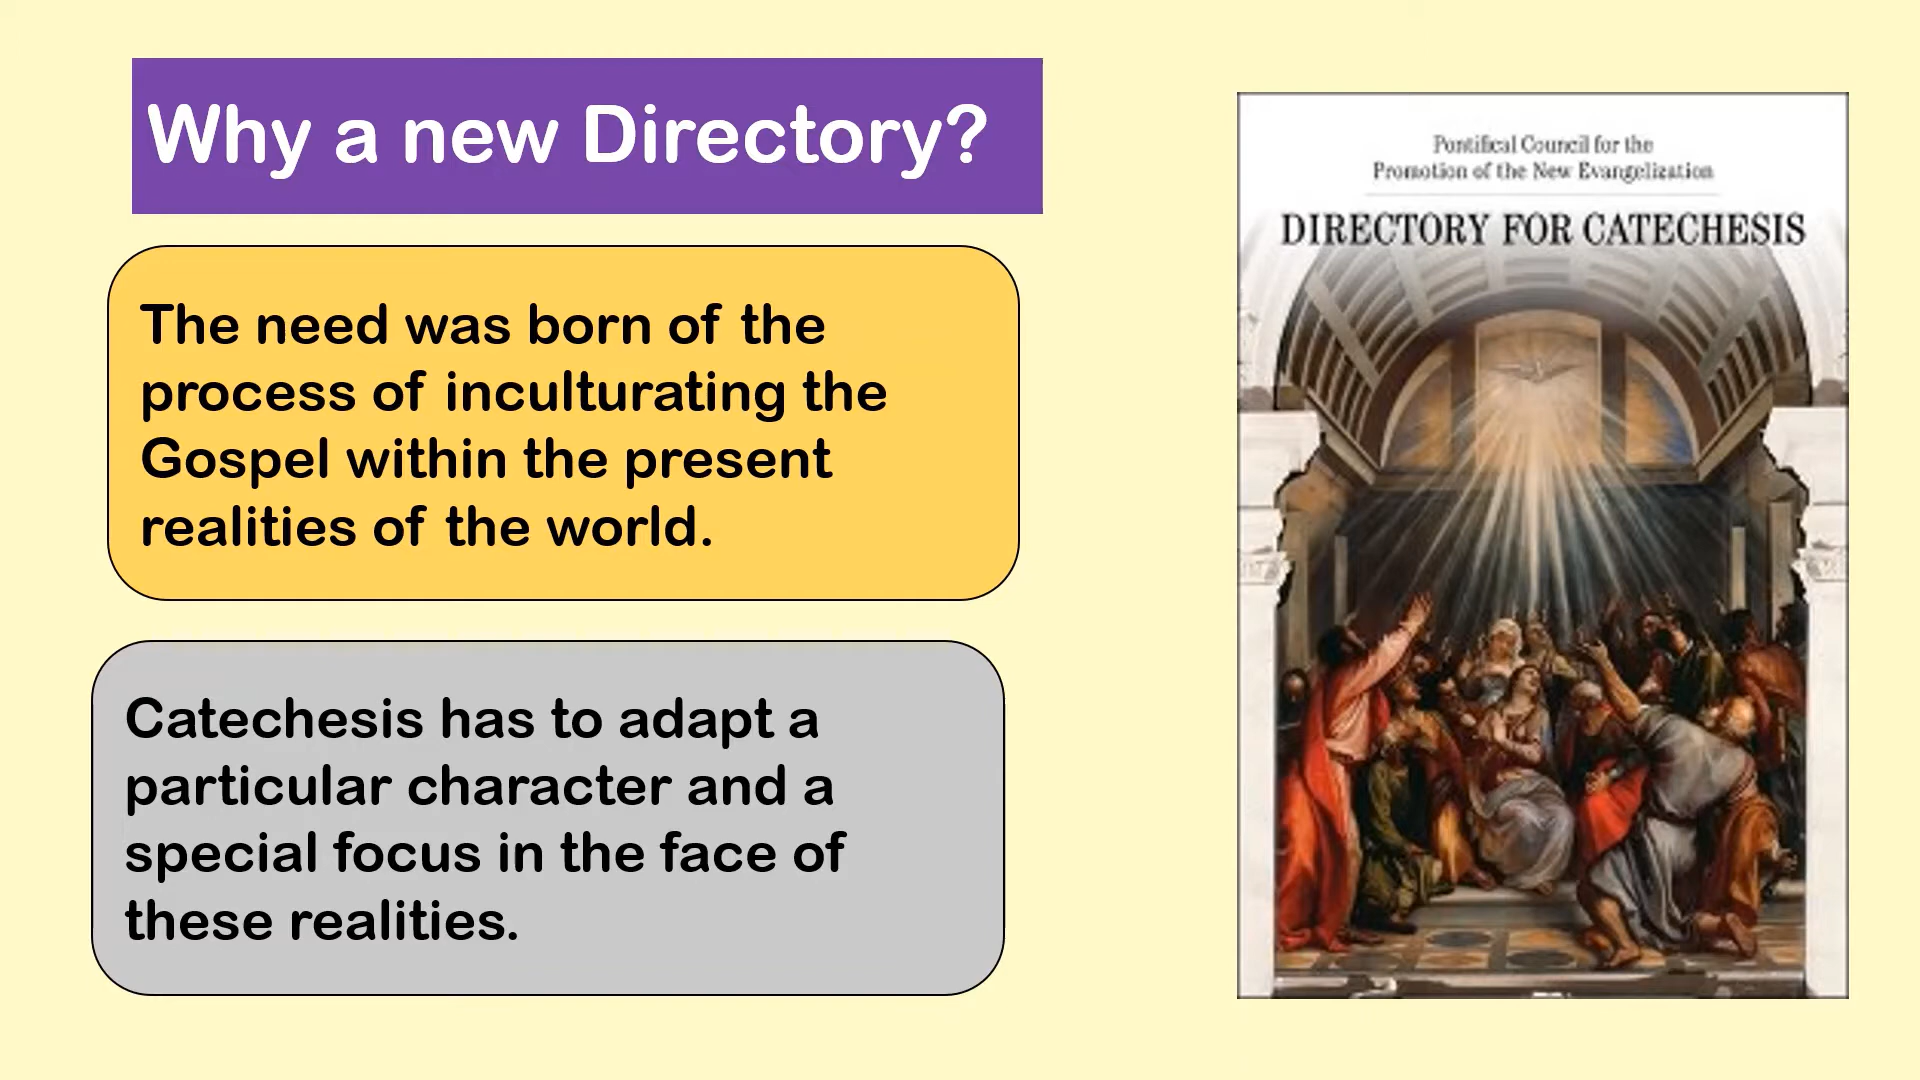 Why a new Directory?
The need was born of the
process of inculturating the
Gospel within the present
realities of the world.
Catechesis has to adapt a
particular character and a
special focus in the face of
these realities.
Pontifical Council for the
Promotion of the New Evangelization
DIRECTORY FOR CATECHESIS